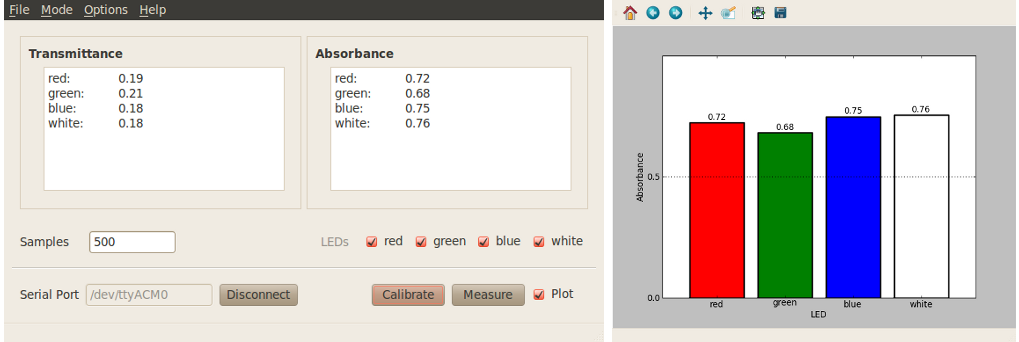 File Mode Options Help
Transmittance
red: 0.19
green: 0.21
blue: 0.18
white: 0.18
Absorbance
red: 0.72
green: 0.68
blue: 0.75
white: 0.76
Samples 500 LEDs red green blue white
Serial Port /dev/ttyACM0 Disconnect Calibrate Measure Plot
0.72 0.68 0.75 0.76
Absorbance
0.5
0.0
red green blue white
LED